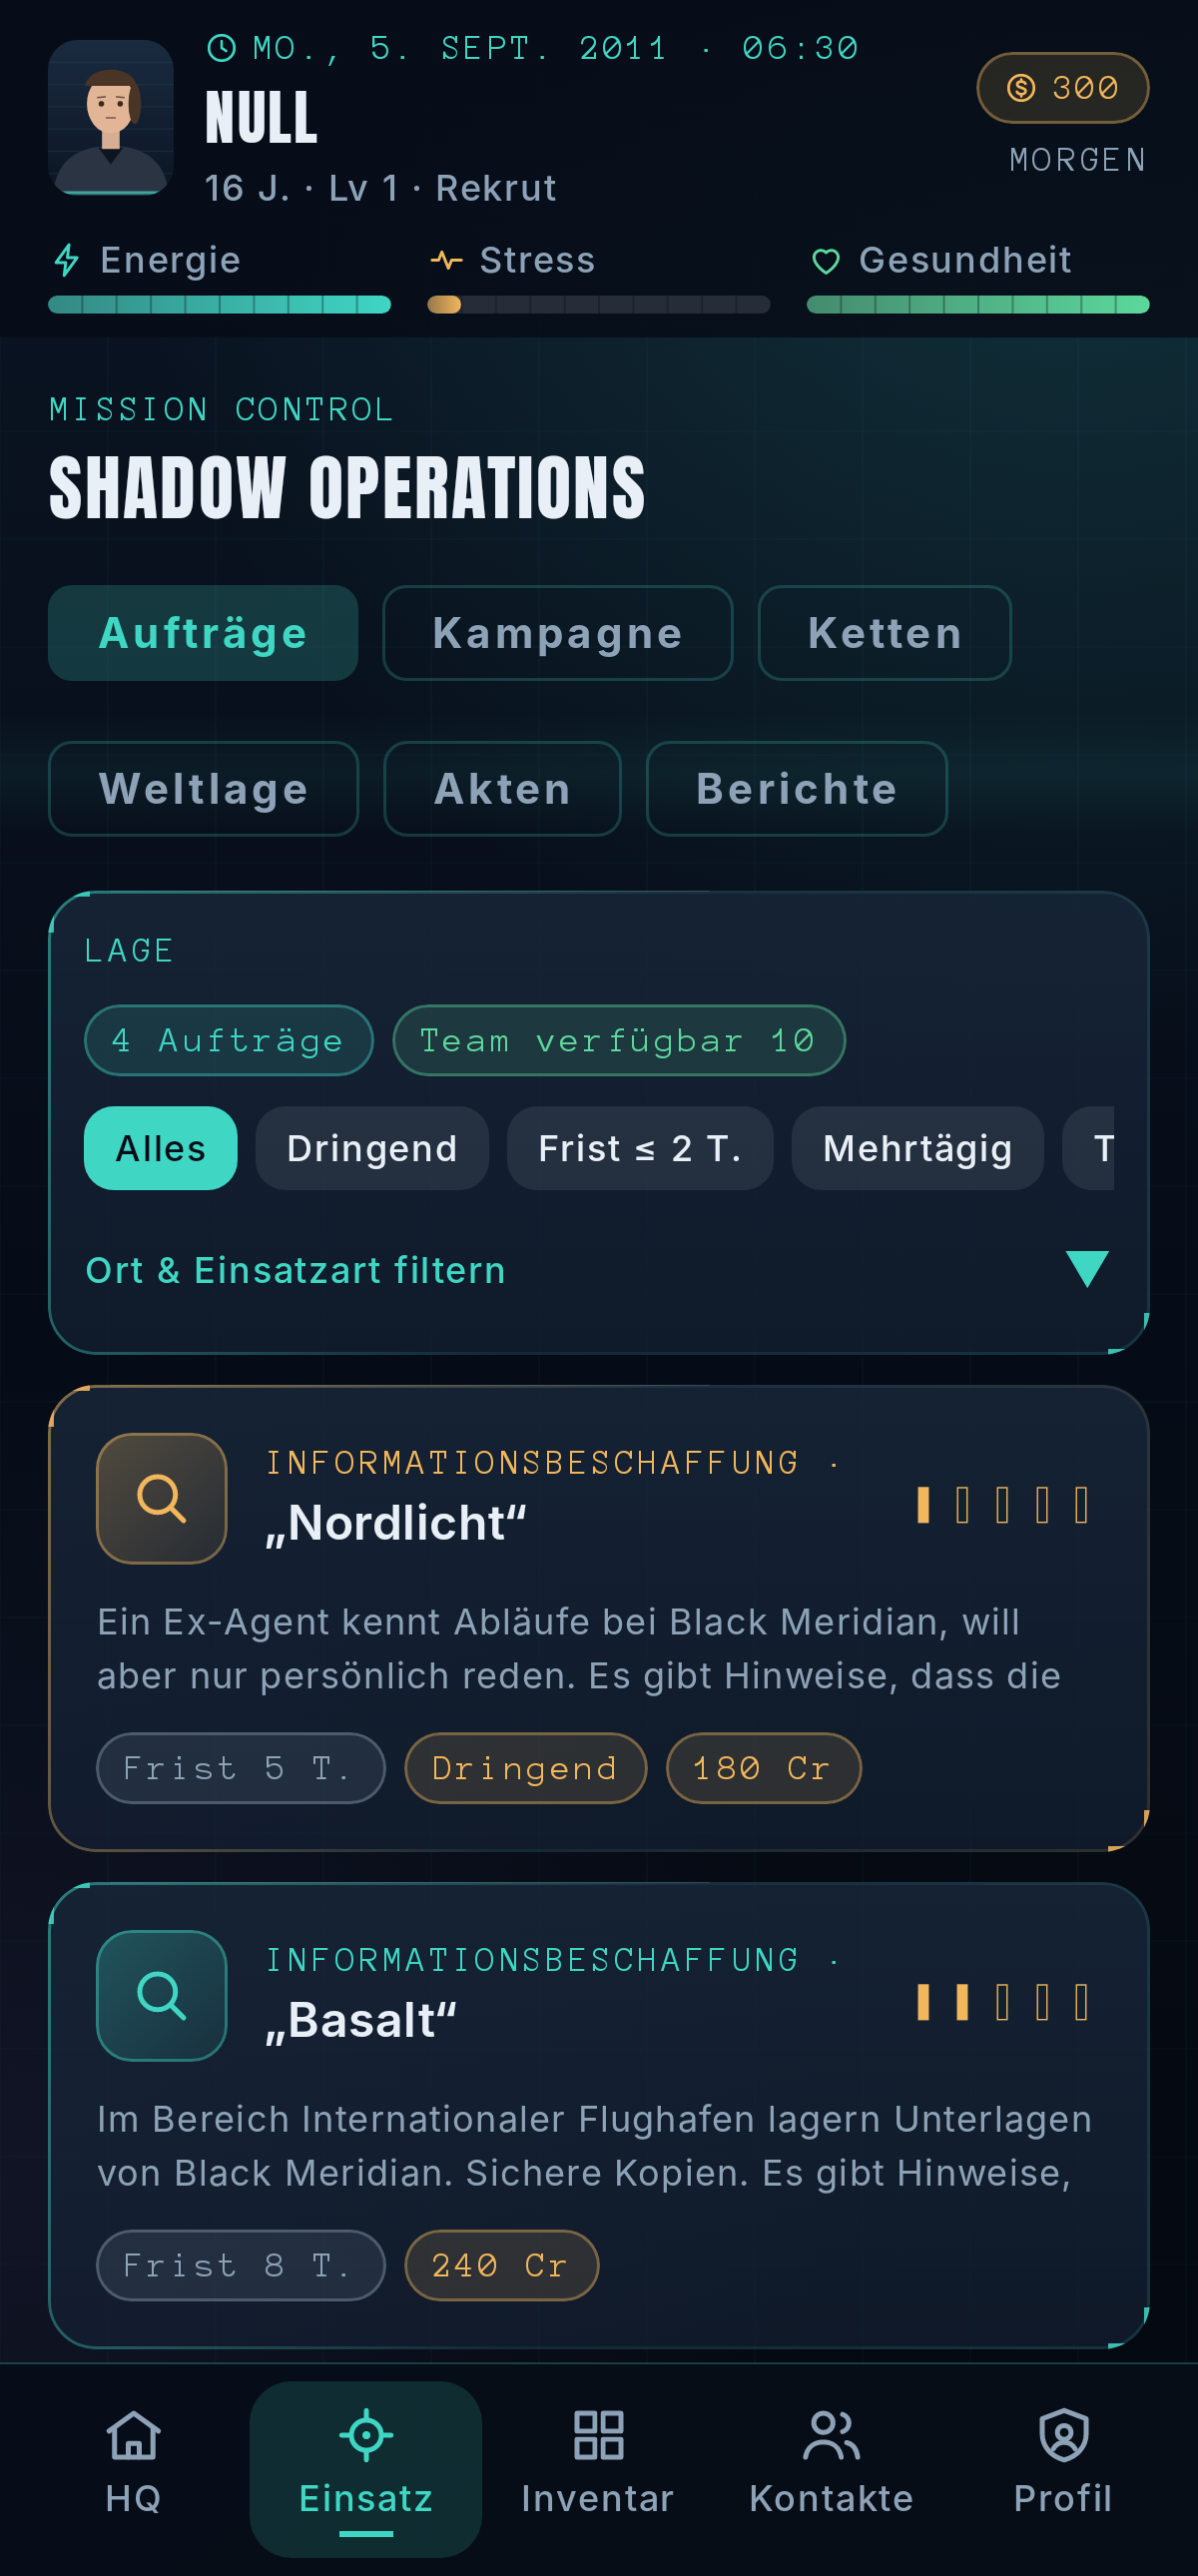 MO., 5. SEPT. 2011 · 06:30
NULL
16 J. · Lv 1 · Rekrut
300
MORGEN
Energie
Stress
Gesundheit
MISSION CONTROL
SHADOW OPERATIONS
Aufträge
Kampagne
Ketten
Weltlage
Akten
Berichte
LAGE
4 Aufträge
Team verfügbar 10
Alles
Dringend
Frist ≤ 2 T.
Mehrtägig
T
Ort & Einsatzart filtern
INFORMATIONSBESCHAFFUNG ·
„Nordlicht“
Ein Ex-Agent kennt Abläufe bei Black Meridian, will
aber nur persönlich reden. Es gibt Hinweise, dass die
Frist 5 T.
Dringend
180 Cr
INFORMATIONSBESCHAFFUNG ·
„Basalt“
Im Bereich Internationaler Flughafen lagern Unterlagen
von Black Meridian. Sichere Kopien. Es gibt Hinweise,
Frist 8 T.
240 Cr
HQ
Einsatz
Inventar
Kontakte
Profil